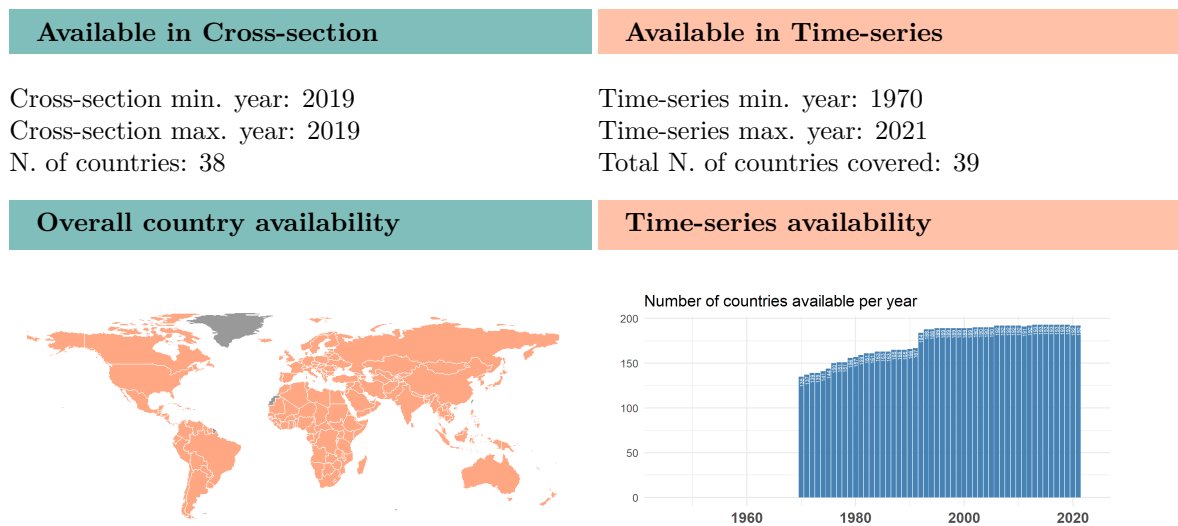 Available in Cross-section
Available in Time-series
Cross-section min. year: 2019
Cross-section max. year: 2019
N. of countries: 38
Time-series min. year: 1970
Time-series max. year: 2021
Total N. of countries covered: 39
Overall country availability
Time-series availability
Number of countries available per year
200
150
100
50
0
1960
1980
2000
2020